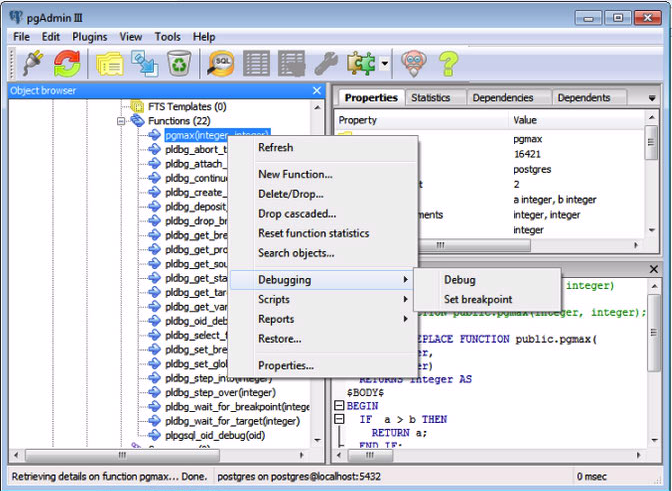 pgAdmin III
File Edit Plugins View Tools Help
SQL
Object browser
FTS Templates (0)
Functions (22)
pgmax(integer, integer)
pldbg_abort_t
pldbg_attach_
pldbg_continu
pldbg_create_
pldbg_deposit_
pldbg_drop_br
pldbg_get_bre
pldbg_get_pro
pldbg_get_sou
pldbg_get_sta
pldbg_get_tar
pldbg_get_var
pldbg_oid_deb
pldbg_select_f
pldbg_set_bre
pldbg_set_glo
pldbg_step_into(integer)
pldbg_step_over(integer)
pldbg_wait_for_breakpoint(intege
pldbg_wait_for_target(integer)
plpgsql_oid_debug(oid)
Refresh
New Function...
Delete/Drop...
Drop cascaded...
Reset function statistics
Search objects...
Debugging
Scripts
Reports
Restore...
Properties...
Debug
Set breakpoint
Properties Statistics Dependencies Dependents
Property Value
pgmax
16421
postgres
t 2
a integer, b integer
ments integer, integer
integer
integer)
public.pgmax(integer, integer);
REPLACE FUNCTION public.pgmax(
er,
er)
RETURNS integer AS
$BODY$
BEGIN
IF a > b THEN
RETURN a;
END IF;
Retrieving details on function pgmax... Done. postgres on postgres@localhost:5432 0 msec